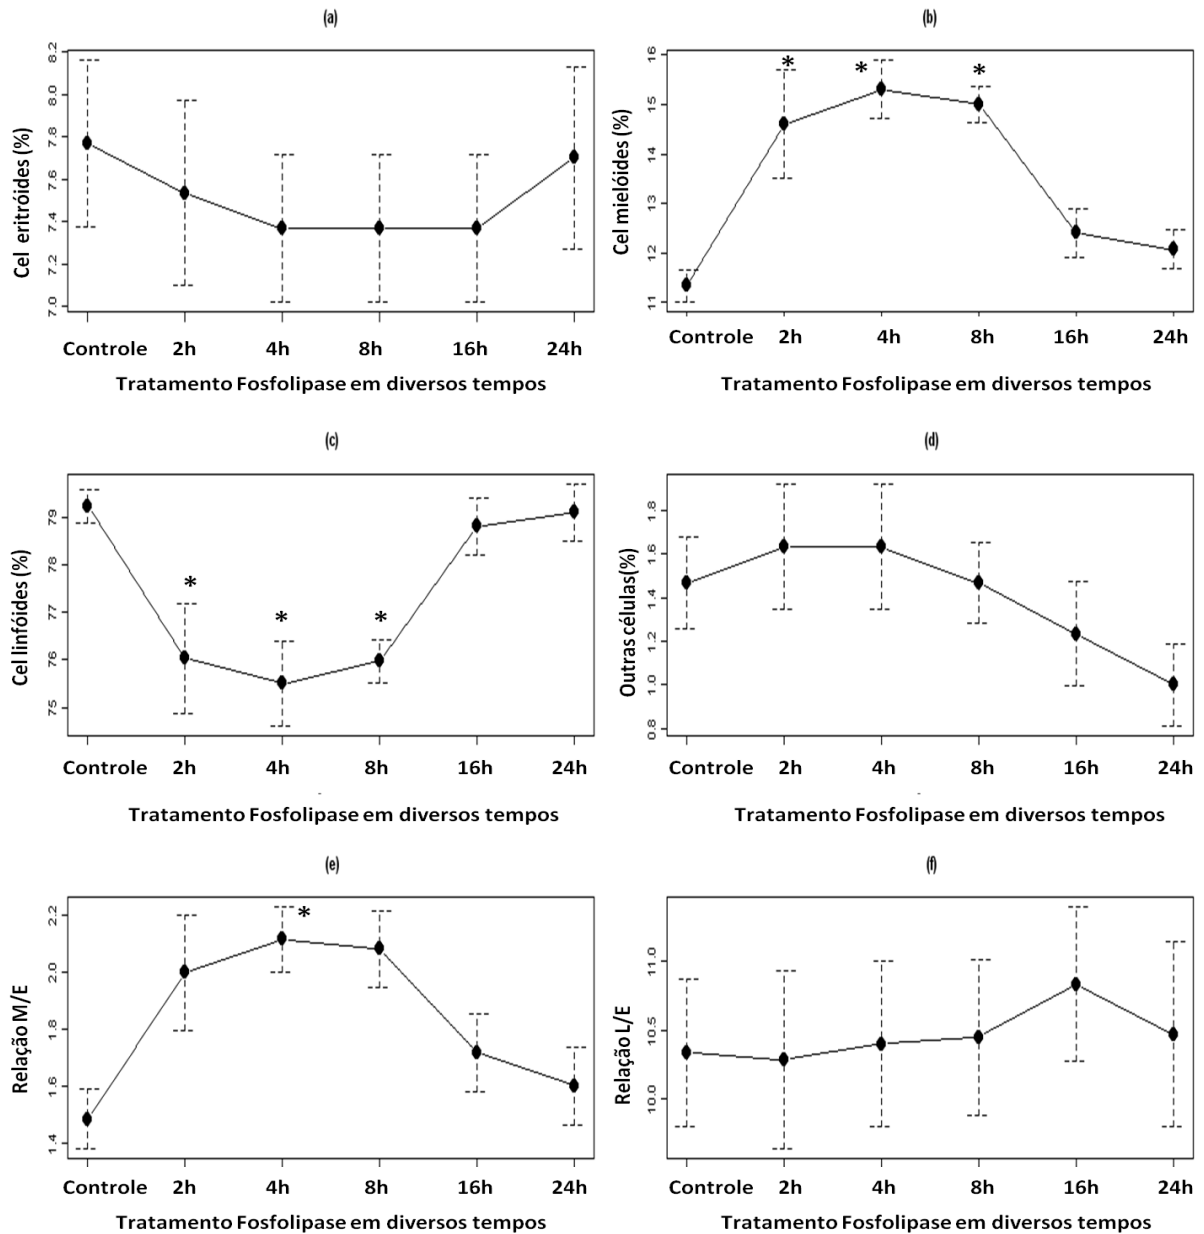 (a)
Cel eritróides (%)
8.2
8.0
7.8
7.6
7.4
7.2
7.0
Controle 2h 4h 8h 16h 24h
Tratamento Fosfolipase em diversos tempos
(b)
Cel mielóides (%)
16
15
14
13
12
11
* * *
Controle 2h 4h 8h 16h 24h
Tratamento Fosfolipase em diversos tempos
(c)
Cel linfóides (%)
79
78
77
76
75
* * *
Controle 2h 4h 8h 16h 24h
Tratamento Fosfolipase em diversos tempos
(d)
Outras células(%)
1.8
1.6
1.4
1.2
1.0
0.8
Controle 2h 4h 8h 16h 24h
Tratamento Fosfolipase em diversos tempos
(e)
Relação M/E
2.2
2.0
1.8
1.6
1.4
*
Controle 2h 4h 8h 16h 24h
Tratamento Fosfolipase em diversos tempos
(f)
Relação L/E
11.0
10.5
10.0
Controle 2h 4h 8h 16h 24h
Tratamento Fosfolipase em diversos tempos